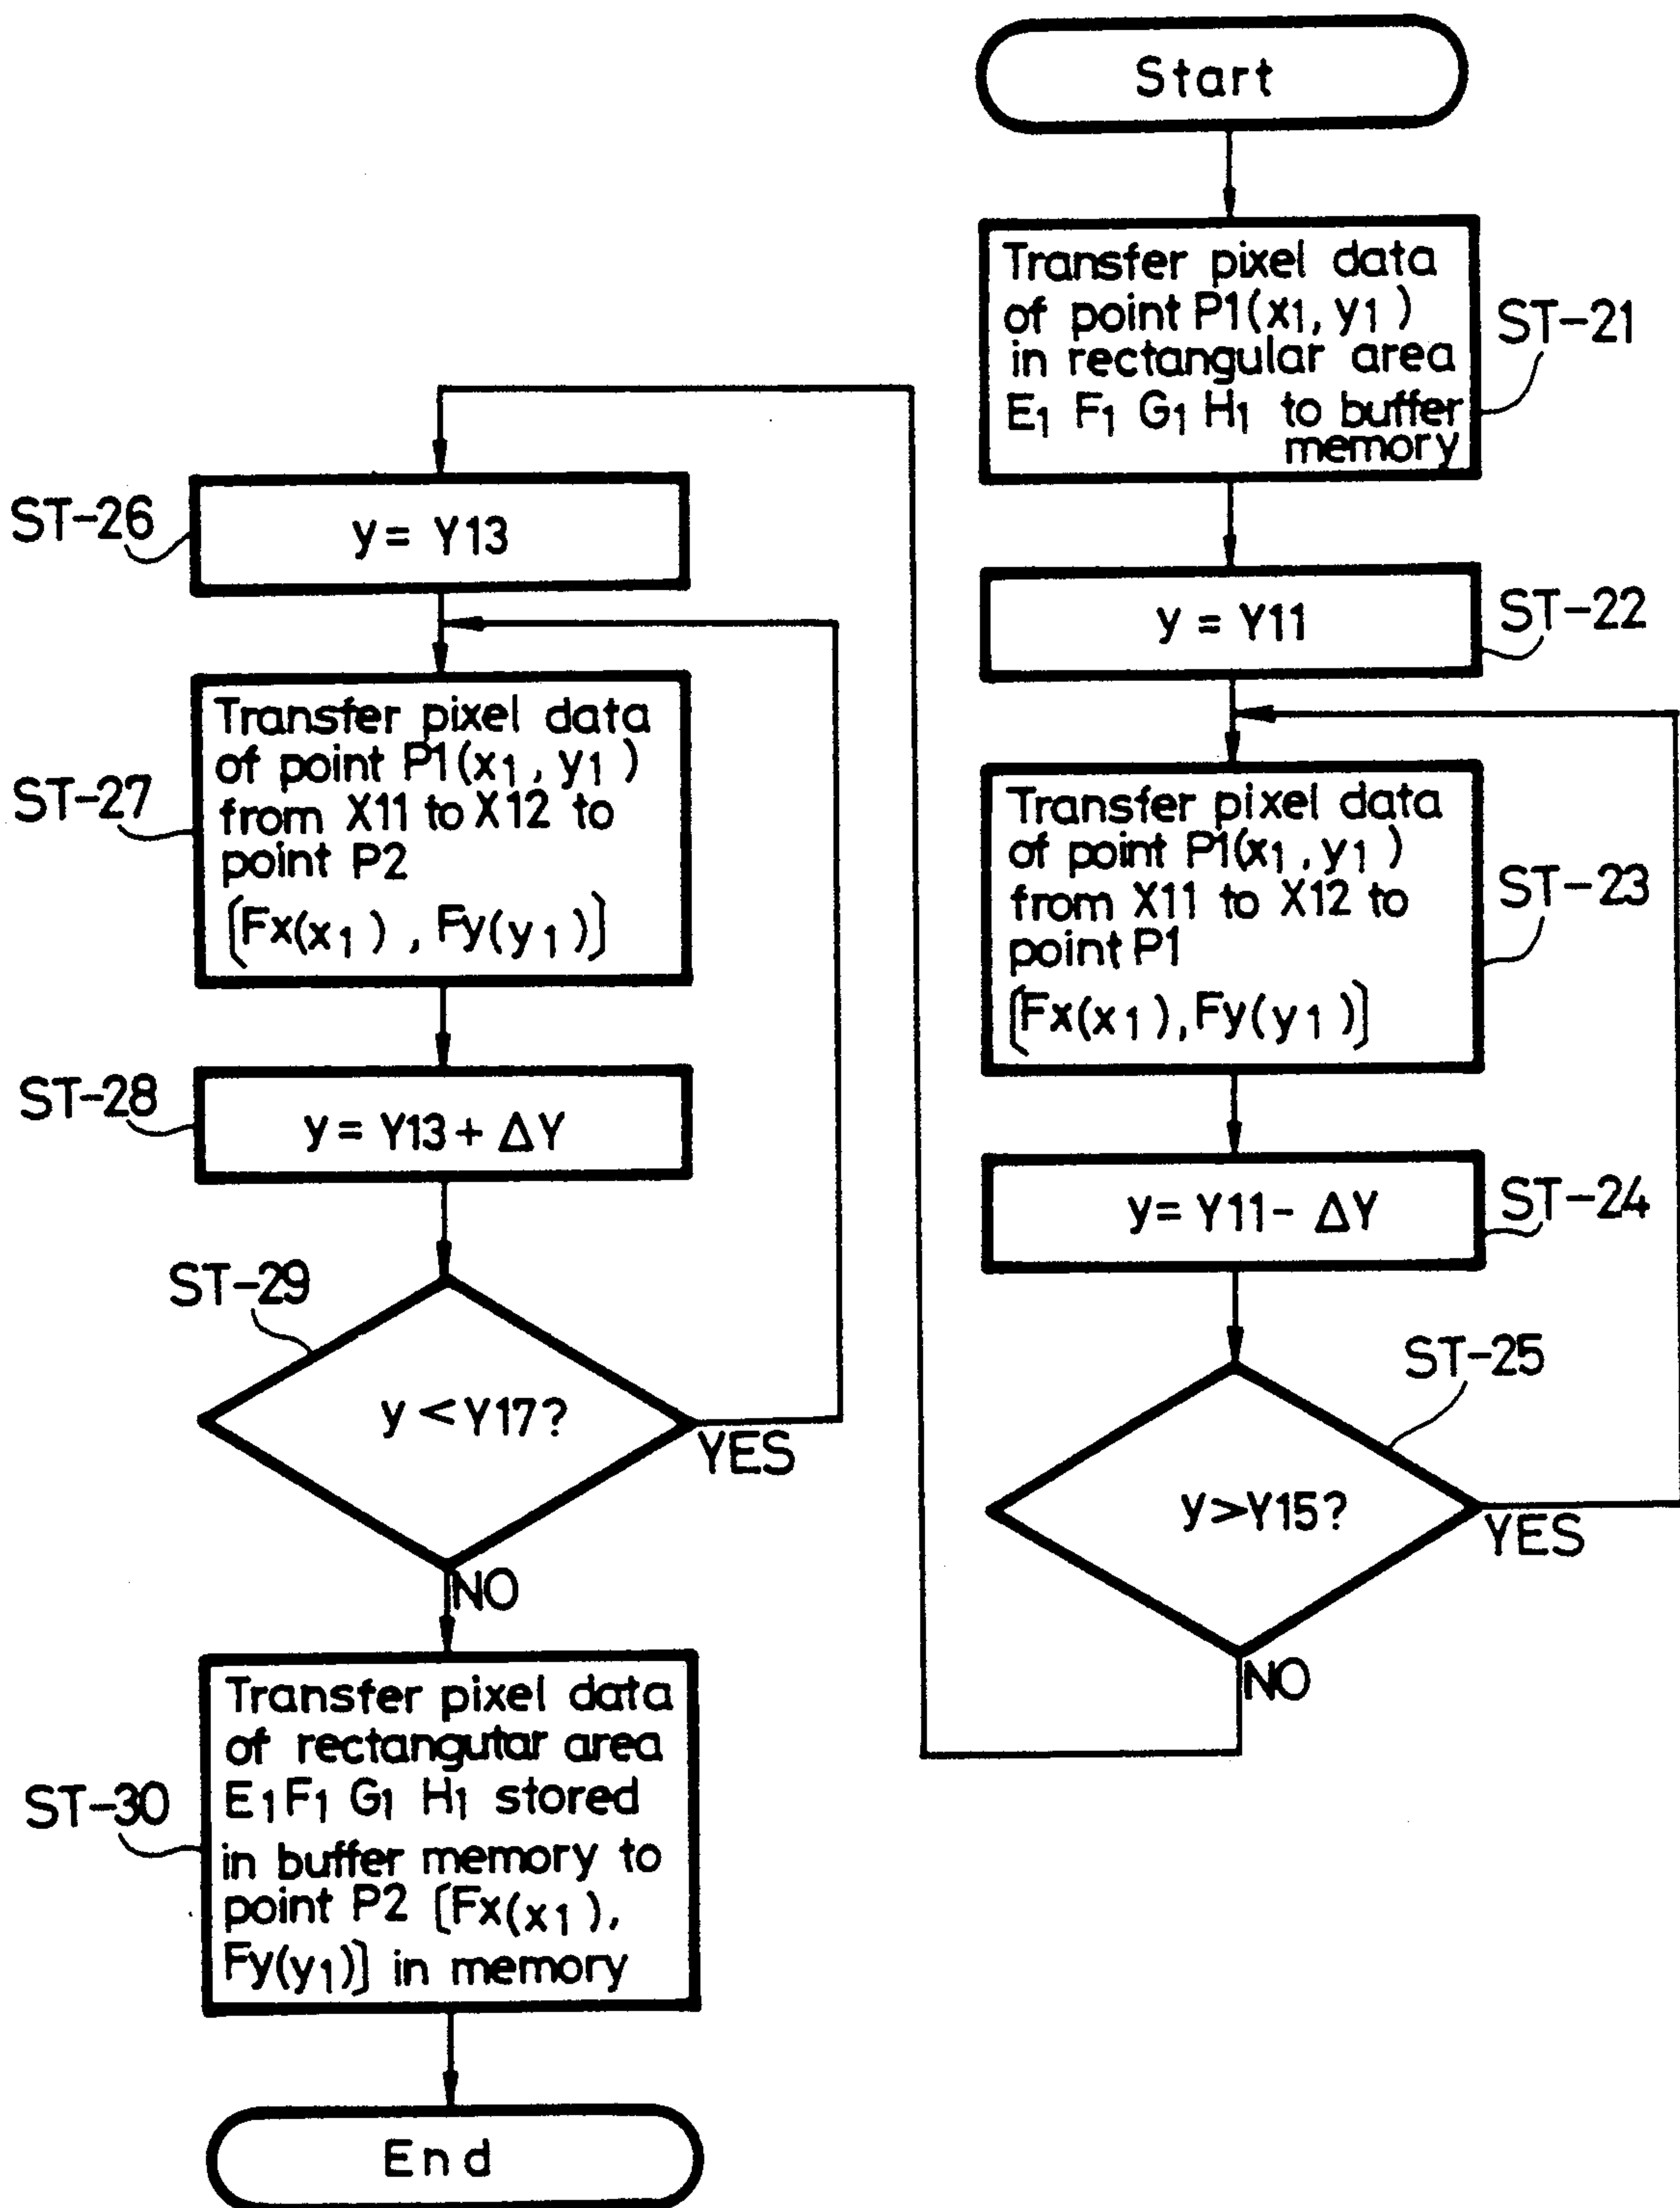 Start
Transfer pixel data
of point P1(x1, y1)
in rectangular area
E1 F1 G1 H1 to buffer
memory
ST-21
y = Y11
ST-22
Transfer pixel data
of point P1(x1, y1)
from X11 to X12 to
point P1
[Fx(x1), Fy(y1)]
ST-23
y = Y11 - ΔY
ST-24
y > Y15?
ST-25
YES
NO
y = Y13
ST-26
Transfer pixel data
of point P1(x1, y1)
from X11 to X12 to
point P2
[Fx(x1), Fy(y1)]
ST-27
y = Y13 + ΔY
ST-28
y < Y17?
ST-29
YES
NO
Transfer pixel data
of rectangutar area
E1 F1 G1 H1 stored
in buffer memory to
point P2 [Fx(x1),
Fy(y1)] in memory
ST-30
End